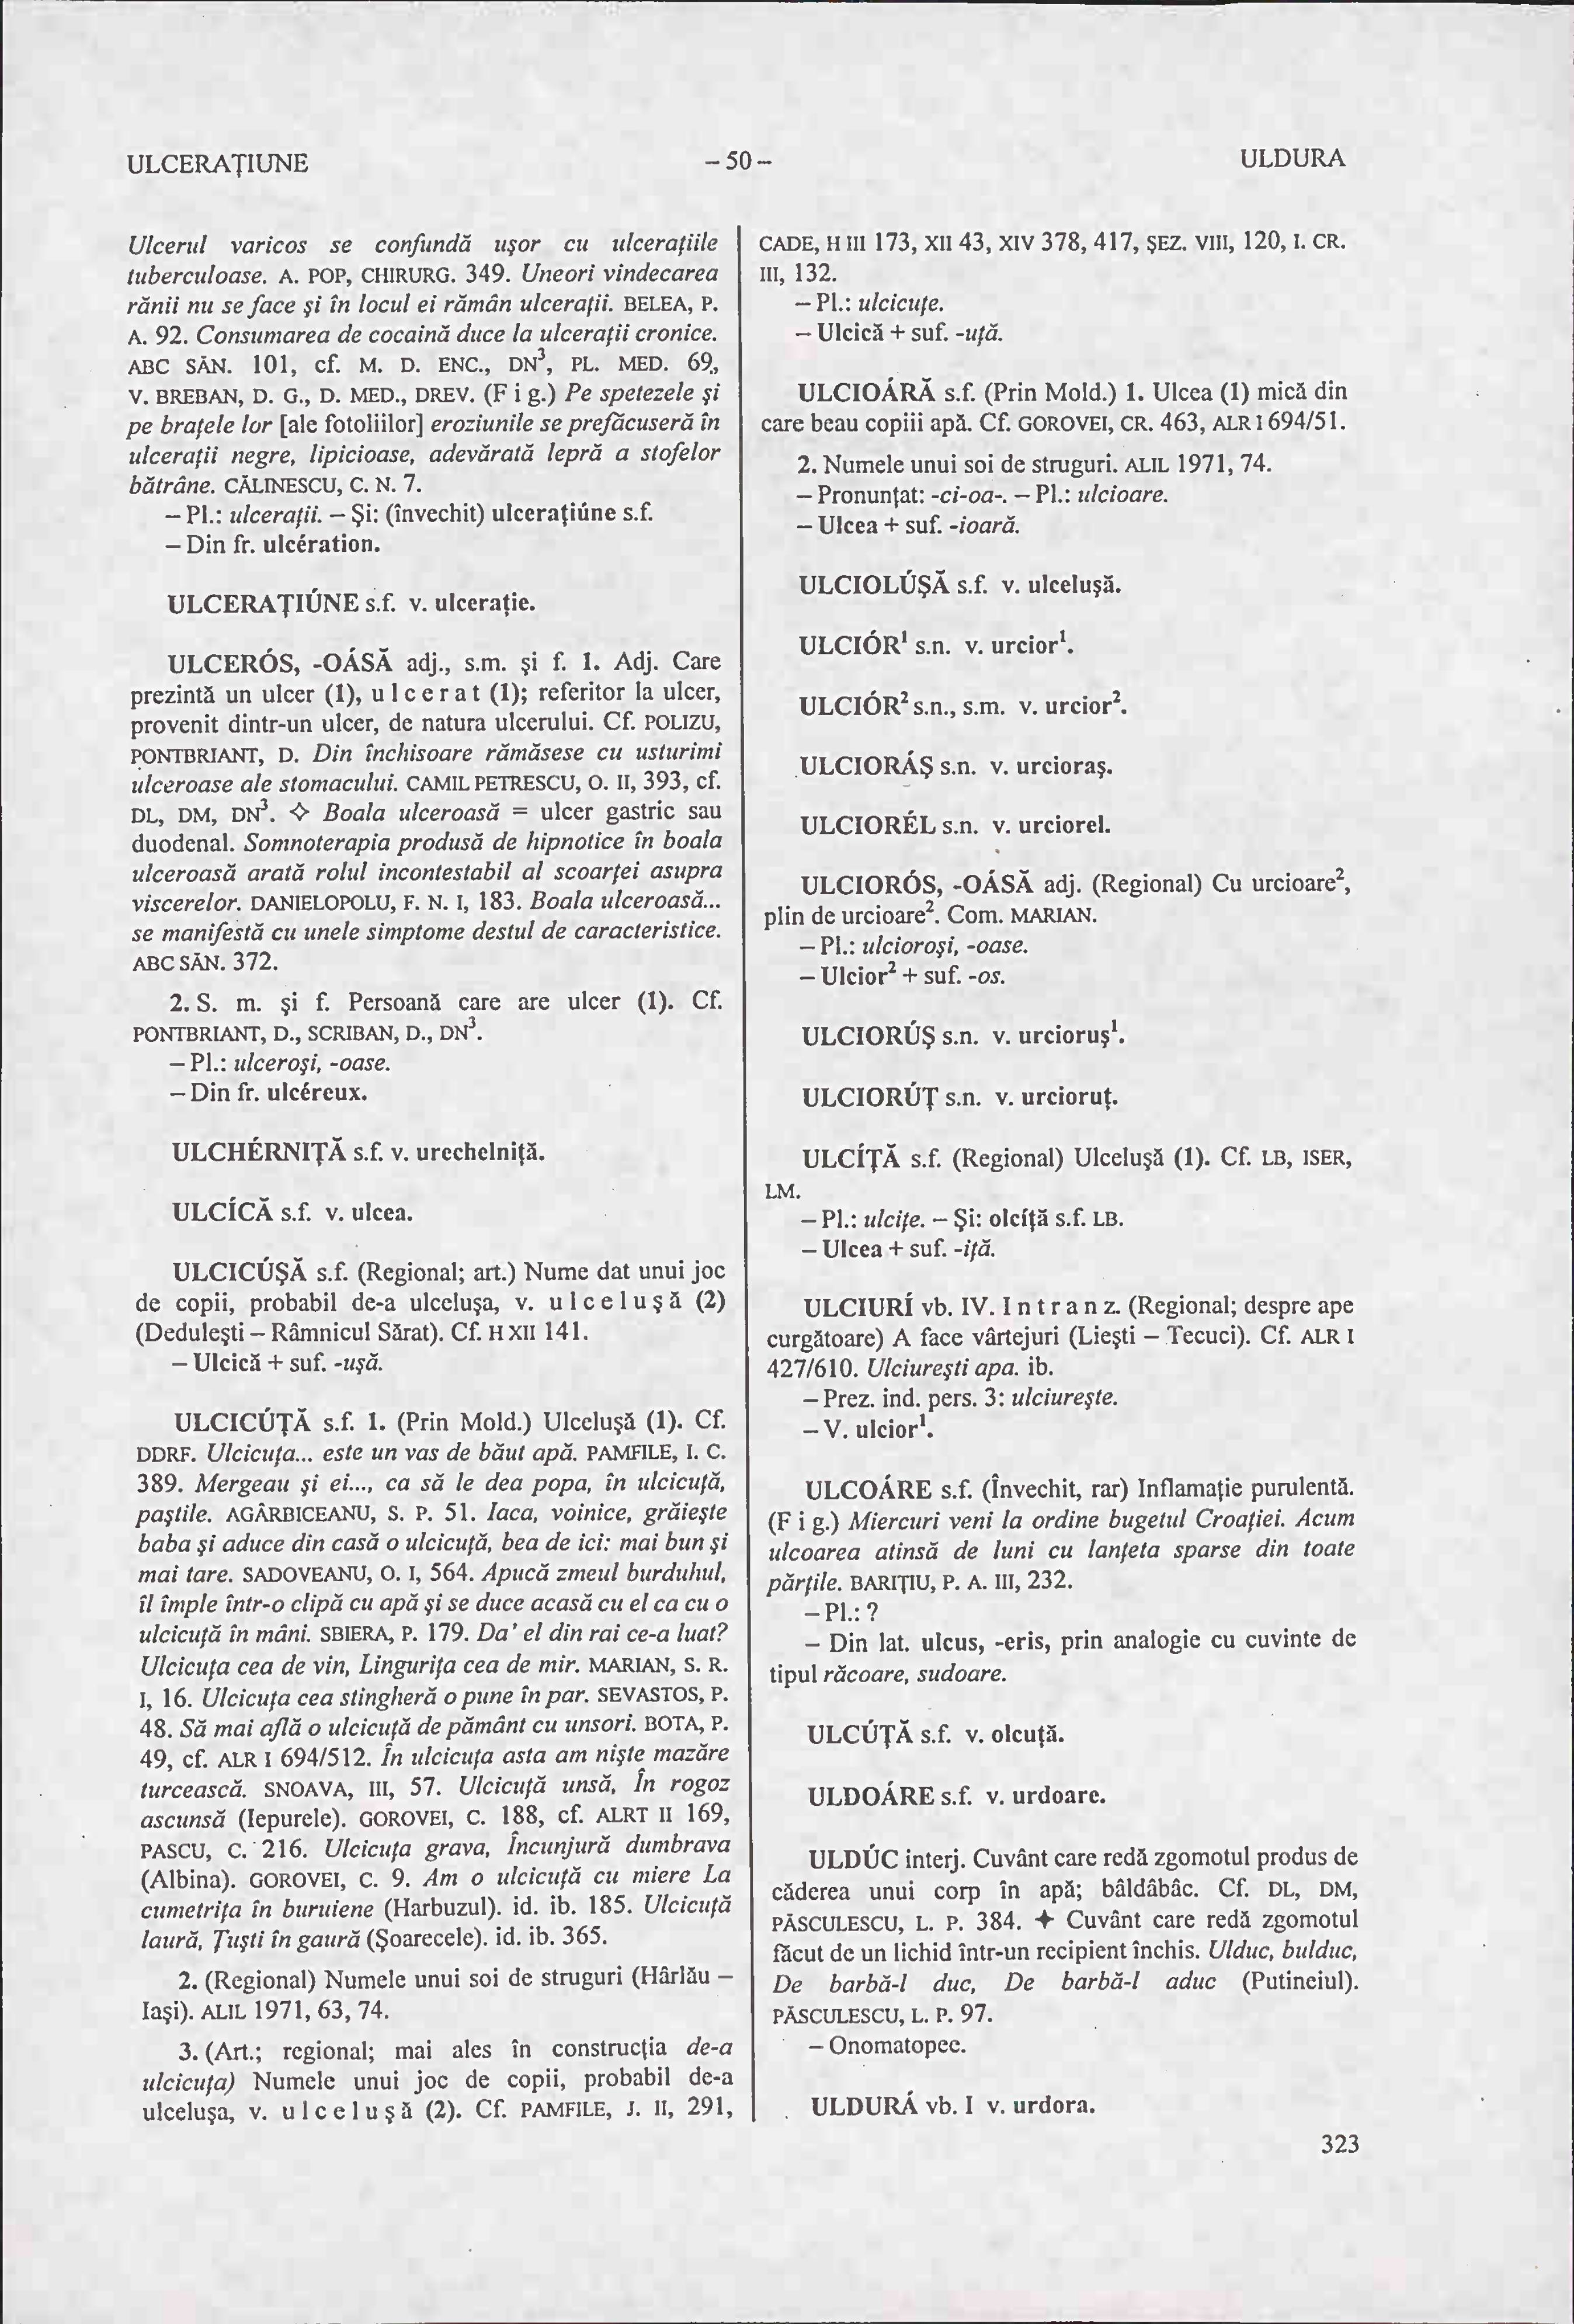 ULCERAȚIUNE
– 50 –
ULDURA
Ulcerul varicos se confundă ușor cu ulcerațiile
tuberculoase. A. POP, CHIRURG. 349. Uneori vindecarea
rănii nu se face și în locul ei rămân ulcerații. BELEA, P.
A. 92. Consumarea de cocaină duce la ulcerații cronice.
ABC SĂN. 101, cf. M. D. ENC., DN³, PL. MED. 69,
V. BREBAN, D. G., D. MED., DREV. (F i g.) Pe spetezele și
pe brațele lor [ale fotoliilor] eroziunile se prefăcuseră în
ulcerații negre, lipicioase, adevărată lepră a stofelor
bătrâne. CĂLINESCU, C. N. 7.
– Pl.: ulcerații. – Și: (învechit) ulcerațiúne s.f.
– Din fr. ulcération.
ULCERAȚIÚNE s.f. v. ulcerație.
ULCERÓS, -OÁSĂ adj., s.m. și f. 1. Adj. Care
prezintă un ulcer (1), u l c e r a t (1); referitor la ulcer,
provenit dintr-un ulcer, de natura ulcerului. Cf. POLIZU,
PONTBRIANT, D. Din închisoare rămăsese cu usturimi
ulceroase ale stomacului. CAMIL PETRESCU, O. II, 393, cf.
DL, DM, DN³. ✧ Boala ulceroasă = ulcer gastric sau
duodenal. Somnoterapia produsă de hipnotice în boala
ulceroasă arată rolul incontestabil al scoarței asupra
viscerelor. DANIELOPOLU, F. N. I, 183. Boala ulceroasă...
se manifestă cu unele simptome destul de caracteristice.
ABC SĂN. 372.
2. S. m. și f. Persoană care are ulcer (1). Cf.
PONTBRIANT, D., SCRIBAN, D., DN³.
– Pl.: ulceroși, -oase.
– Din fr. ulcéreux.
ULCHÉRNIȚĂ s.f. v. urechelniță.
ULCÍCĂ s.f. v. ulcea.
ULCICÚȘĂ s.f. (Regional; art.) Nume dat unui joc
de copii, probabil de-a ulcelușa, v. u l c e l u ș ă (2)
(Dedulești – Râmnicul Sărat). Cf. H XII 141.
– Ulcică + suf. -ușă.
ULCICÚȚĂ s.f. 1. (Prin Mold.) Ulcelușă (1). Cf.
DDRF. Ulcicuța... este un vas de băut apă. PAMFILE, I. C.
389. Mergeau și ei..., ca să le dea popa, în ulcicuță,
paștile. AGÂRBICEANU, S. P. 51. Iaca, voinice, grăiește
baba și aduce din casă o ulcicuță, bea de ici: mai bun și
mai tare. SADOVEANU, O. I, 564. Apucă zmeul burduhul,
îl împle într-o clipă cu apă și se duce acasă cu el ca cu o
ulcicuță în mâni. SBIERA, P. 179. Da' el din rai ce-a luat?
Ulcicuța cea de vin, Lingurița cea de mir. MARIAN, S. R.
I, 16. Ulcicuța cea stingheră o pune în par. SEVASTOS, P.
48. Să mai află o ulcicuță de pământ cu unsori. BOTA, P.
49, cf. ALR I 694/512. În ulcicuța asta am niște mazăre
turcească. SNOAVA, III, 57. Ulcicuță unsă, În rogoz
ascunsă (Iepurele). GOROVEI, C. 188, cf. ALRT II 169,
PASCU, C. 216. Ulcicuța grava, Încunjură dumbrava
(Albina). GOROVEI, C. 9. Am o ulcicuță cu miere La
cumetrița în buruiene (Harbuzul). id. ib. 185. Ulcicuță
laură, Țuști în gaură (Șoarecele). id. ib. 365.
2. (Regional) Numele unui soi de struguri (Hârlău –
Iași). ALIL 1971, 63, 74.
3. (Art.; regional; mai ales în construcția de-a
ulcicuța) Numele unui joc de copii, probabil de-a
ulcelușa, v. u l c e l u ș ă (2). Cf. PAMFILE, J. II, 291,
CADE, H III 173, XII 43, XIV 378, 417, ȘEZ. VIII, 120, I. CR.
III, 132.
– Pl.: ulcicuțe.
– Ulcică + suf. -uță.
ULCIOÁRĂ s.f. (Prin Mold.) 1. Ulcea (1) mică din
care beau copiii apă. Cf. GOROVEI, CR. 463, ALR I 694/51.
2. Numele unui soi de struguri. ALIL 1971, 74.
– Pronunțat: -ci-oa-. – Pl.: ulcioare.
– Ulcea + suf. -ioară.
ULCIOLÚȘĂ s.f. v. ulcelușă.
ULCIÓR¹ s.n. v. urcior¹.
ULCIÓR² s.n., s.m. v. urcior².
ULCIORÁȘ s.n. v. urcioraș.
ULCIORÉL s.n. v. urciorel.
ULCIORÓS, -OÁSĂ adj. (Regional) Cu urcioare²,
plin de urcioare². Com. MARIAN.
– Pl.: ulcioroși, -oase.
– Ulcior² + suf. -os.
ULCIORÚȘ s.n. v. urcioruș¹.
ULCIORÚȚ s.n. v. urcioruț.
ULCÍȚĂ s.f. (Regional) Ulcelușă (1). Cf. LB, ISER,
LM.
– Pl.: ulcițe. – Și: olcíță s.f. LB.
– Ulcea + suf. -iță.
ULCIURÍ vb. IV. I n t r a n z. (Regional; despre ape
curgătoare) A face vârtejuri (Liești – Tecuci). Cf. ALR I
427/610. Ulciurești apa. ib.
– Prez. ind. pers. 3: ulciurește.
– V. ulcior¹.
ULCOÁRE s.f. (Învechit, rar) Inflamație purulentă.
(F i g.) Miercuri veni la ordine bugetul Croației. Acum
ulcoarea atinsă de luni cu lanțeta sparse din toate
părțile. BARIȚIU, P. A. III, 232.
– Pl.: ?
– Din lat. ulcus, -eris, prin analogie cu cuvinte de
tipul răcoare, sudoare.
ULCÚȚĂ s.f. v. olcuță.
ULDOÁRE s.f. v. urdoare.
ULDÚC interj. Cuvânt care redă zgomotul produs de
căderea unui corp în apă; bâldâbâc. Cf. DL, DM,
PĂSCULESCU, L. P. 384. ✦ Cuvânt care redă zgomotul
făcut de un lichid într-un recipient închis. Ulduc, bulduc,
De barbă-l duc, De barbă-l aduc (Putineiul).
PĂSCULESCU, L. P. 97.
– Onomatopee.
ULDURÁ vb. I v. urdora.
323